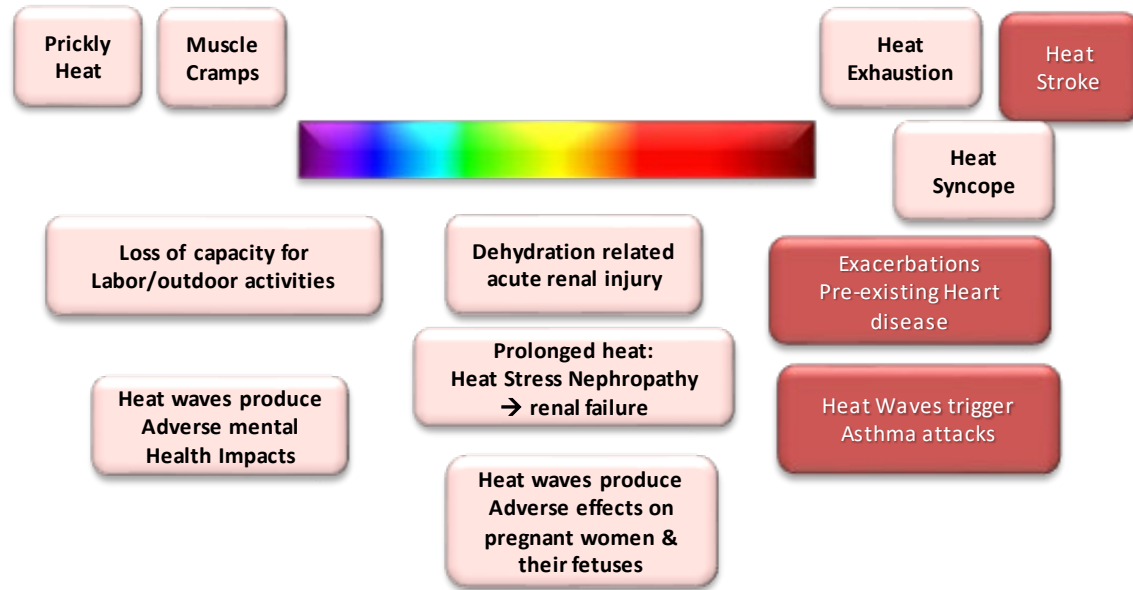 Prickly
Heat
Muscle
Cramps
Heat
Exhaustion
Heat
Stroke
Heat
Syncope
Loss of capacity for
Labor/outdoor activities
Dehydration related
acute renal injury
Exacerbations
Pre-existing Heart
disease
Prolonged heat:
Heat Stress Nephropathy
→ renal failure
Heat waves produce
Adverse mental
Health Impacts
Heat Waves trigger
Asthma attacks
Heat waves produce
Adverse effects on
pregnant women &
their fetuses